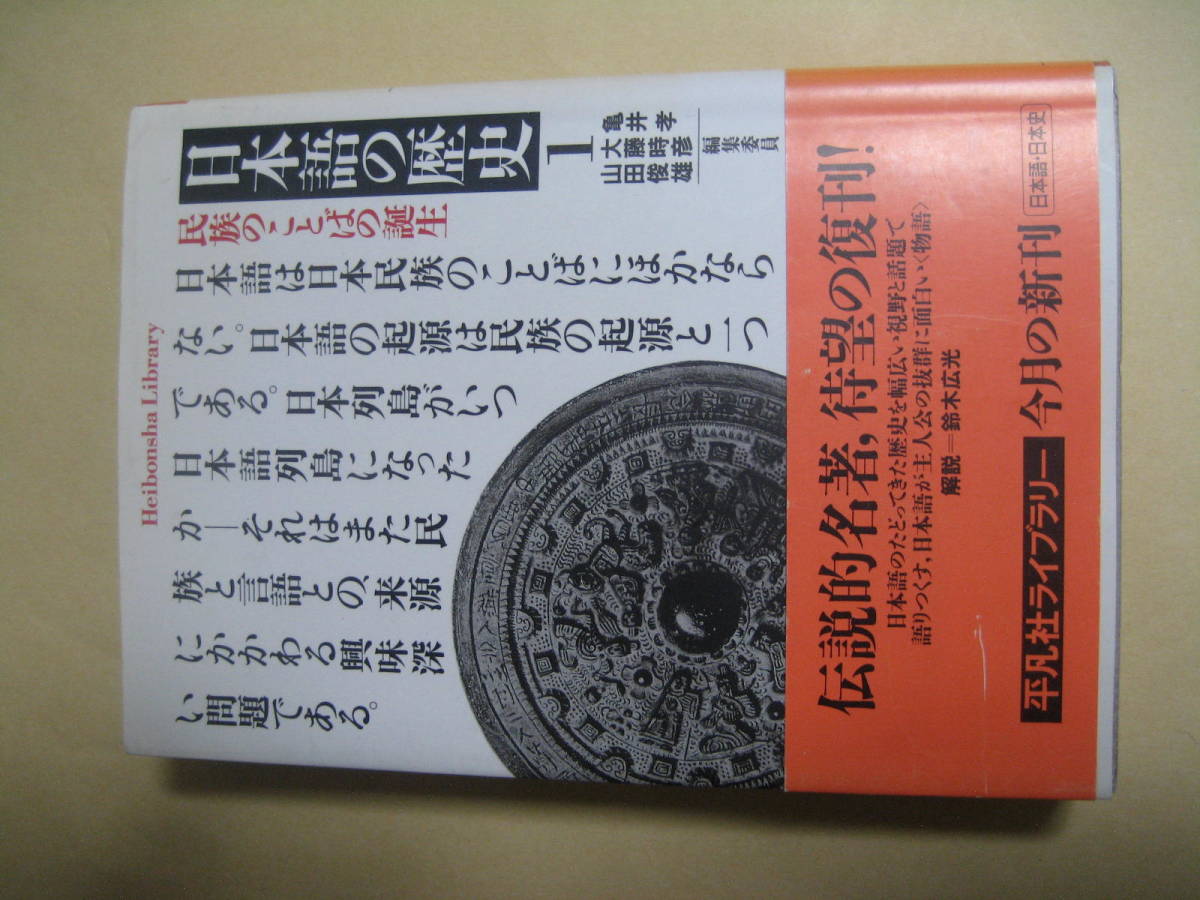 Heibonsha Library
日本語の歴史
1
亀井 孝
大藤時彦
山田俊雄
編集委員
民族のことばの誕生
日本語は日本民族のことばにほかなら
ない。日本語の起源は民族の起源と一つ
である。日本列島がいつ
日本語列島になった
か—それはまた民
族と言語との、来源
にかかわる興味深
い問題である。
伝説的名著,待望の復刊!
日本語のたどってきた歴史を幅広い視野と話題で
語りつくす,日本語が主人公の抜群に面白い〈物語〉
解説=鈴木広光
平凡社ライブラリー 今月の新刊 日本語・日本史